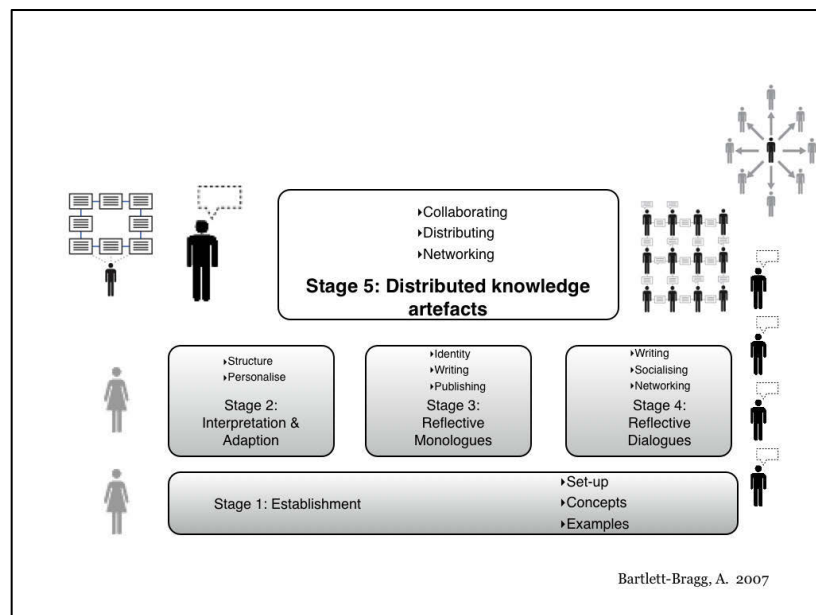 ‣Collaborating
‣Distributing
‣Networking
Stage 5: Distributed knowledge
artefacts
‣Structure
‣Personalise
Stage 2:
Interpretation &
Adaption
‣Identity
‣Writing
‣Publishing
Stage 3:
Reflective
Monologues
‣Writing
‣Socialising
‣Networking
Stage 4:
Reflective
Dialogues
Stage 1: Establishment
‣Set-up
‣Concepts
‣Examples
Bartlett-Bragg, A. 2007